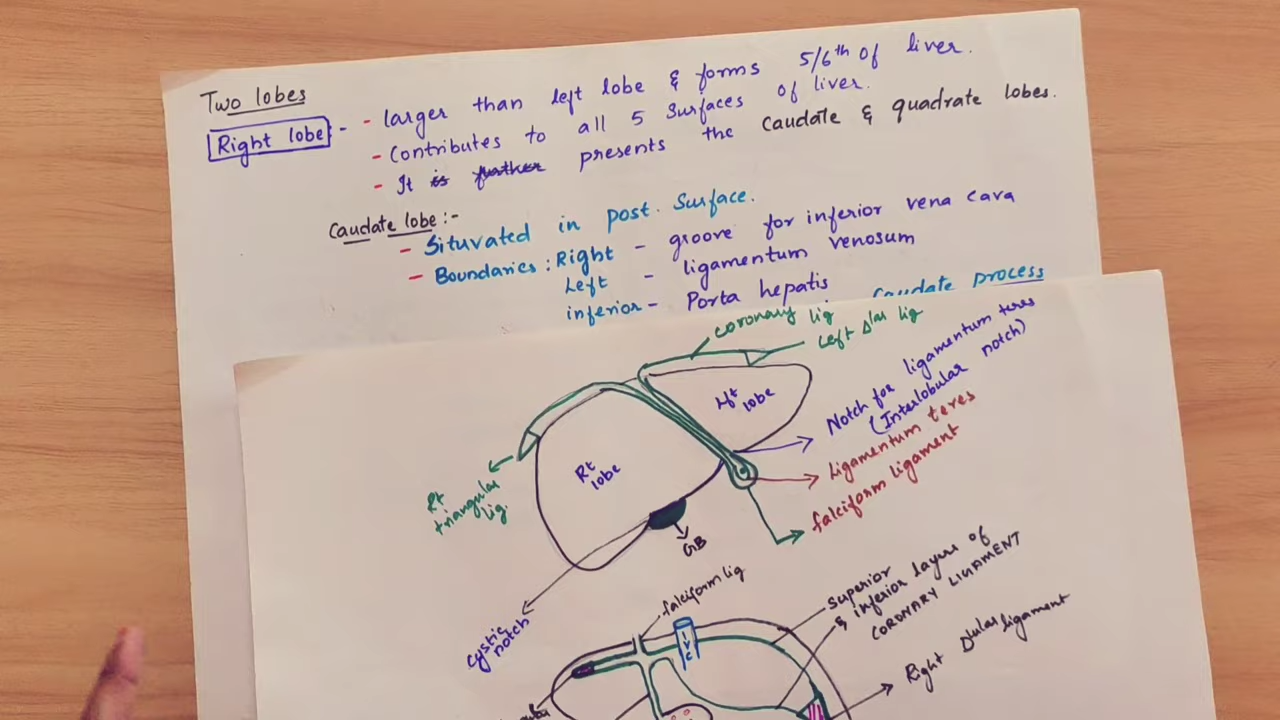 Two lobes
Right lobe :- - larger than left lobe & forms 5/6th of liver.
- Contributes to all 5 surfaces of liver.
- It is further presents the caudate & quadrate lobes.
Caudate lobe :-
- Situvated in post. Surface.
- Boundaries : Right - groove for inferior vena cava
Left - ligamentum venosum
inferior - Porta hepatis
Caudate process
coronary lig
Left Δlar lig
Notch for ligamentum teres
(Interlobular notch)
Lft lobe
Ligamentum teres
falciform ligament
Rt lobe
Rt triangular lig.
GB
cystic notch
falciform lig
superior & inferior layers of CORONARY LIGAMENT
IVC
Right Δular ligament